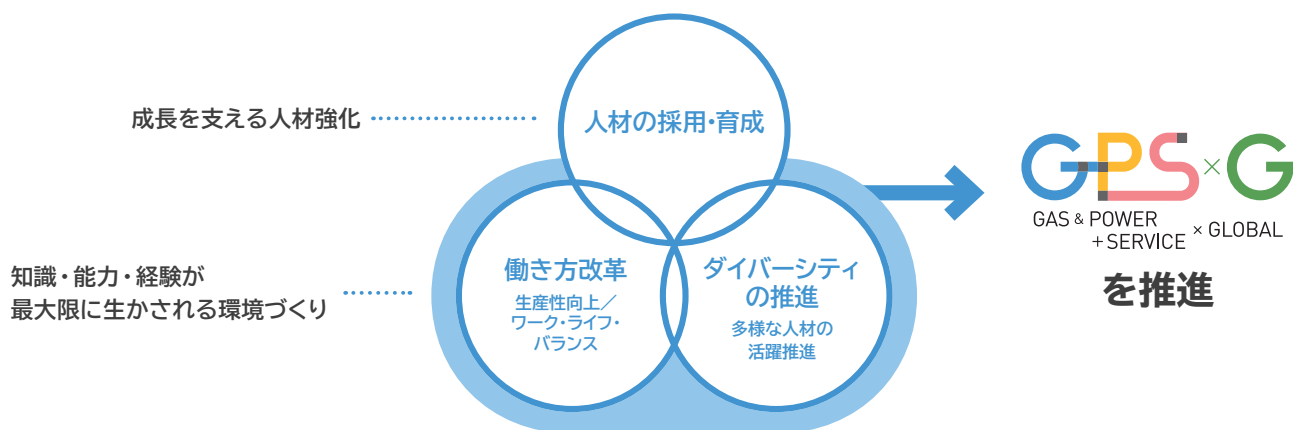 成長を支える人材強化
人材の採用・育成
知識・能力・経験が
最大限に生かされる環境づくり
働き方改革
生産性向上／
ワーク・ライフ・
バランス
ダイバーシティ
の推進
多様な人材の
活躍推進
GPS×G
GAS & POWER
+SERVICE × GLOBAL
を推進